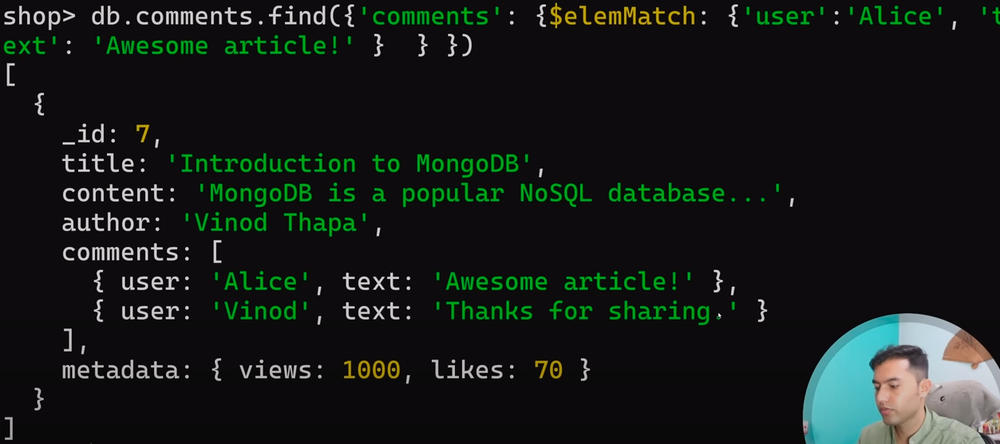 shop> db.comments.find({'comments': {$elemMatch: {'user':'Alice', 't
ext': 'Awesome article!' }  } })
[
  {
    _id: 7,
    title: 'Introduction to MongoDB',
    content: 'MongoDB is a popular NoSQL database...',
    author: 'Vinod Thapa',
    comments: [
      { user: 'Alice', text: 'Awesome article!' },
      { user: 'Vinod', text: 'Thanks for sharing.' }
    ],
    metadata: { views: 1000, likes: 70 }
  }
]